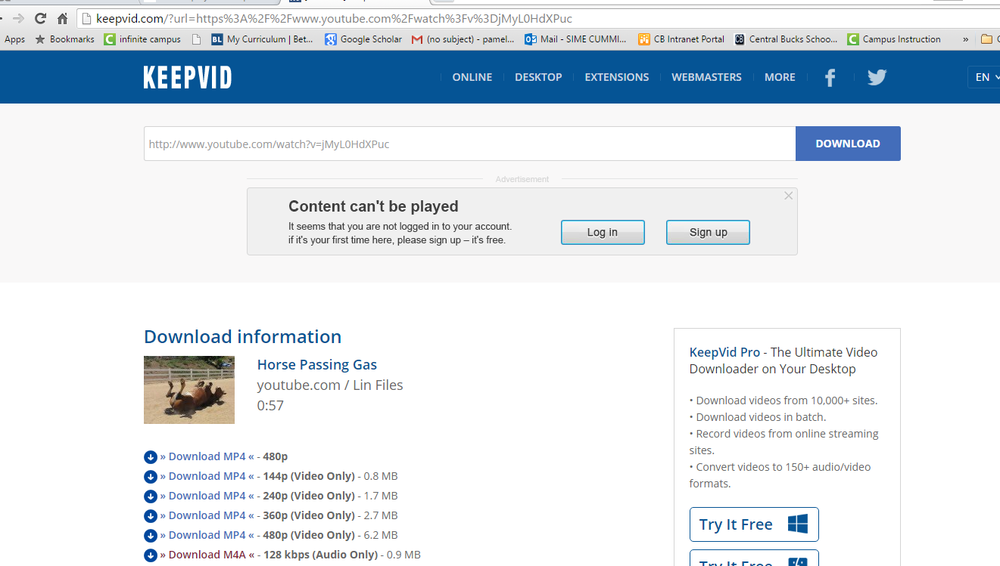 keepvid.com/?url=https%3A%2F%2Fwww.youtube.com%2Fwatch%3Fv%3DjMyL0HdXPuc
Apps Bookmarks infinite campus My Curriculum | Bet... Google Scholar (no subject) - pamel... Mail - SIME CUMMI... CB Intranet Portal Central Bucks Schoo... Campus Instruction »
KEEPVID ONLINE DESKTOP EXTENSIONS WEBMASTERS MORE EN
http://www.youtube.com/watch?v=jMyL0HdXPuc DOWNLOAD
Advertisement
Content can't be played
It seems that you are not logged in to your account.
if it's your first time here, please sign up – it's free.
Log in Sign up
Download information
Horse Passing Gas
youtube.com / Lin Files
0:57
» Download MP4 « - 480p
» Download MP4 « - 144p (Video Only) - 0.8 MB
» Download MP4 « - 240p (Video Only) - 1.7 MB
» Download MP4 « - 360p (Video Only) - 2.7 MB
» Download MP4 « - 480p (Video Only) - 6.2 MB
» Download M4A « - 128 kbps (Audio Only) - 0.9 MB
KeepVid Pro - The Ultimate Video
Downloader on Your Desktop
• Download videos from 10,000+ sites.
• Download videos in batch.
• Record videos from online streaming
sites.
• Convert videos to 150+ audio/video
formats.
Try It Free
Try It Free